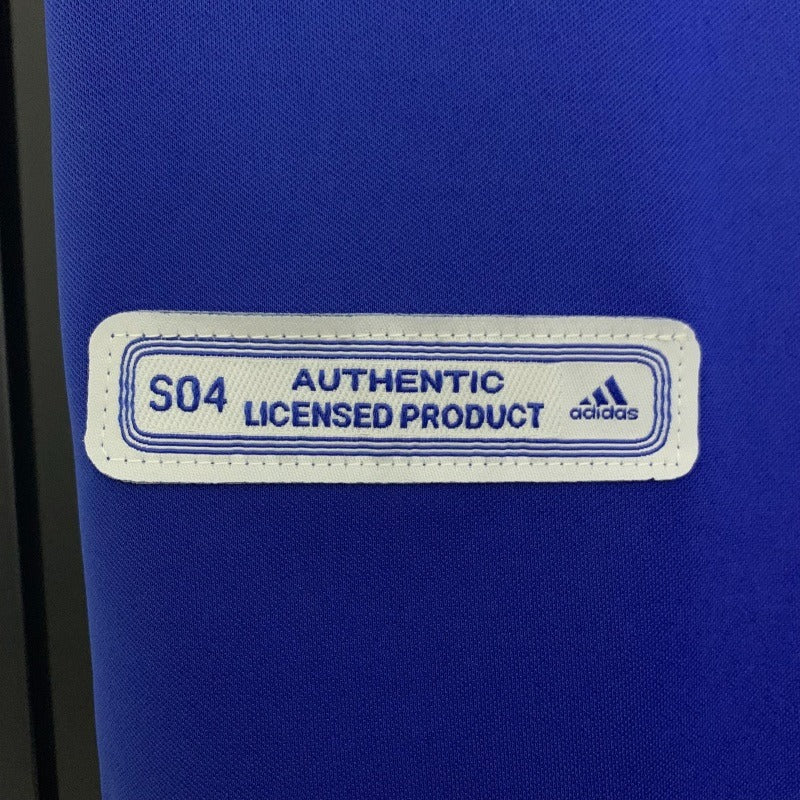 S04
AUTHENTIC
LICENSED PRODUCT
adidas